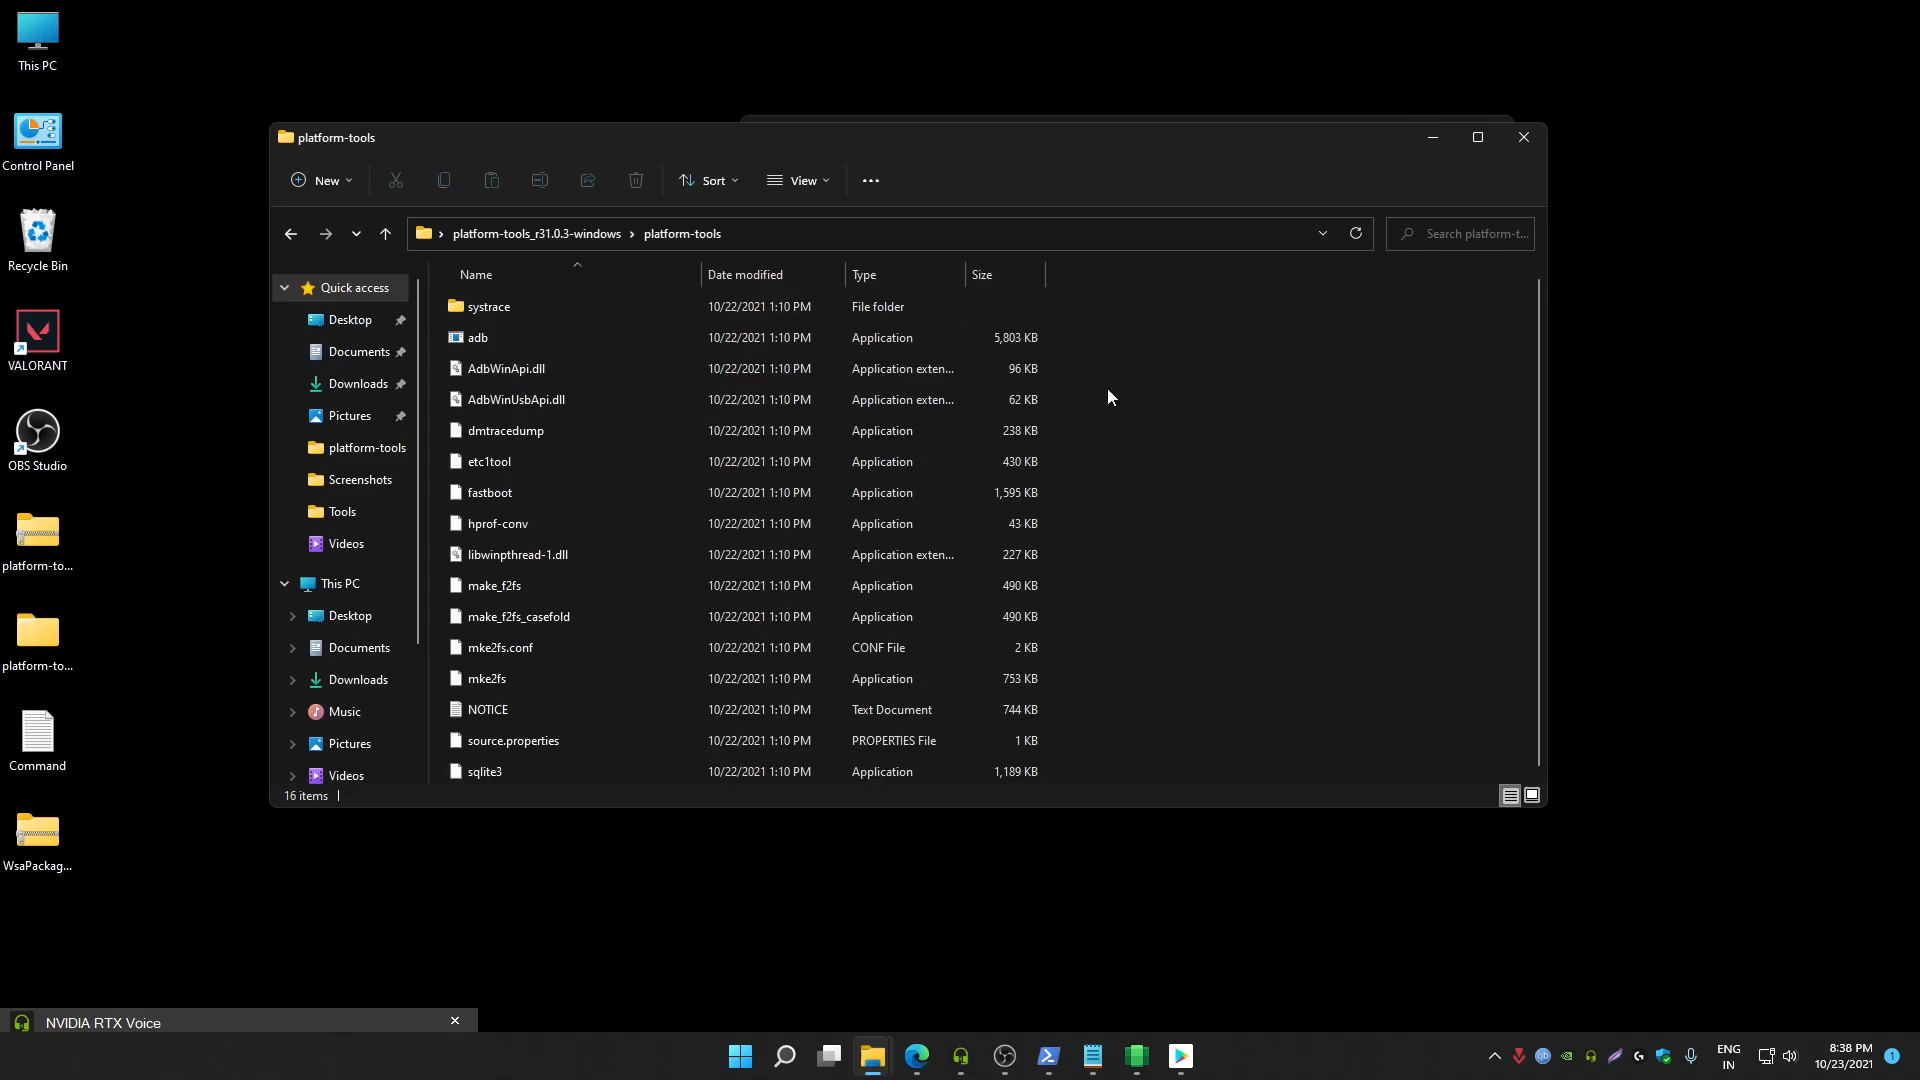 This PC
Control Panel
Recycle Bin
VALORANT
OBS Studio
platform-to...
platform-to...
Command
WsaPackag...
platform-tools
New
Sort
View
platform-tools_r31.0.3-windows
platform-tools
Search platform-t...
Quick access
Desktop
Documents
Downloads
Pictures
platform-tools
Screenshots
Tools
Videos
This PC
Desktop
Documents
Downloads
Music
Pictures
Videos
Name Date modified Type Size
systrace 10/22/2021 1:10 PM File folder
adb 10/22/2021 1:10 PM Application 5,803 KB
AdbWinApi.dll 10/22/2021 1:10 PM Application exten... 96 KB
AdbWinUsbApi.dll 10/22/2021 1:10 PM Application exten... 62 KB
dmtracedump 10/22/2021 1:10 PM Application 238 KB
etc1tool 10/22/2021 1:10 PM Application 430 KB
fastboot 10/22/2021 1:10 PM Application 1,595 KB
hprof-conv 10/22/2021 1:10 PM Application 43 KB
libwinpthread-1.dll 10/22/2021 1:10 PM Application exten... 227 KB
make_f2fs 10/22/2021 1:10 PM Application 490 KB
make_f2fs_casefold 10/22/2021 1:10 PM Application 490 KB
mke2fs.conf 10/22/2021 1:10 PM CONF File 2 KB
mke2fs 10/22/2021 1:10 PM Application 753 KB
NOTICE 10/22/2021 1:10 PM Text Document 744 KB
source.properties 10/22/2021 1:10 PM PROPERTIES File 1 KB
sqlite3 10/22/2021 1:10 PM Application 1,189 KB
16 items
NVIDIA RTX Voice
ENG
IN
8:38 PM
10/23/2021
1